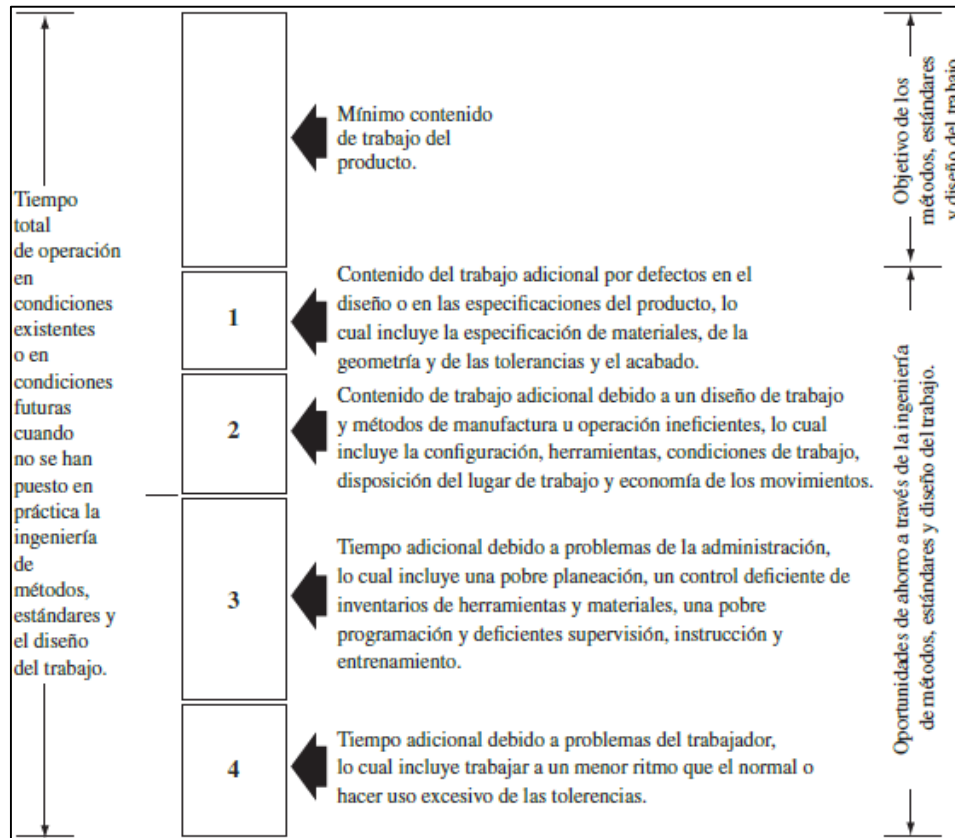 Tiempo
total
de operación
en
condiciones
existentes
o en
condiciones
futuras
cuando
no se han
puesto en
práctica la
ingeniería
de
métodos,
estándares y
el diseño
del trabajo.
Mínimo contenido
de trabajo del
producto.
1
Contenido del trabajo adicional por defectos en el
diseño o en las especificaciones del producto, lo
cual incluye la especificación de materiales, de la
geometría y de las tolerancias y el acabado.
2
Contenido de trabajo adicional debido a un diseño de trabajo
y métodos de manufactura u operación ineficientes, lo cual
incluye la configuración, herramientas, condiciones de trabajo,
disposición del lugar de trabajo y economía de los movimientos.
3
Tiempo adicional debido a problemas de la administración,
lo cual incluye una pobre planeación, un control deficiente de
inventarios de herramientas y materiales, una pobre
programación y deficientes supervisión, instrucción y
entrenamiento.
4
Tiempo adicional debido a problemas del trabajador,
lo cual incluye trabajar a un menor ritmo que el normal o
hacer uso excesivo de las tolerencias.
Objetivo de los
métodos, estándares
y diseño del trabajo
Oportunidades de ahorro a través de la ingeniería
de métodos, estándares y diseño del trabajo.